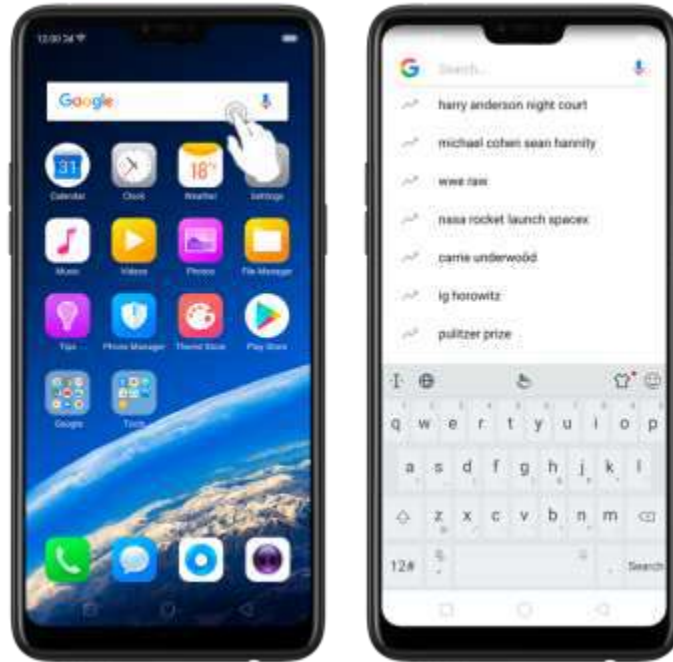 12:00
Google
31
18°
Calendar
Clock
Weather
Settings
Music
Videos
Photos
File Manager
Tips
Phone Manager
Theme Store
Play Store
Google
Tools
G Search...
harry anderson night court
michael cohen sean hannity
wwe raw
nasa rocket launch spacex
carrie underwood
ig horowitz
pulitzer prize
q w e r t y u i o p
a s d f g h j k l
z x c v b n m
12# , . Search